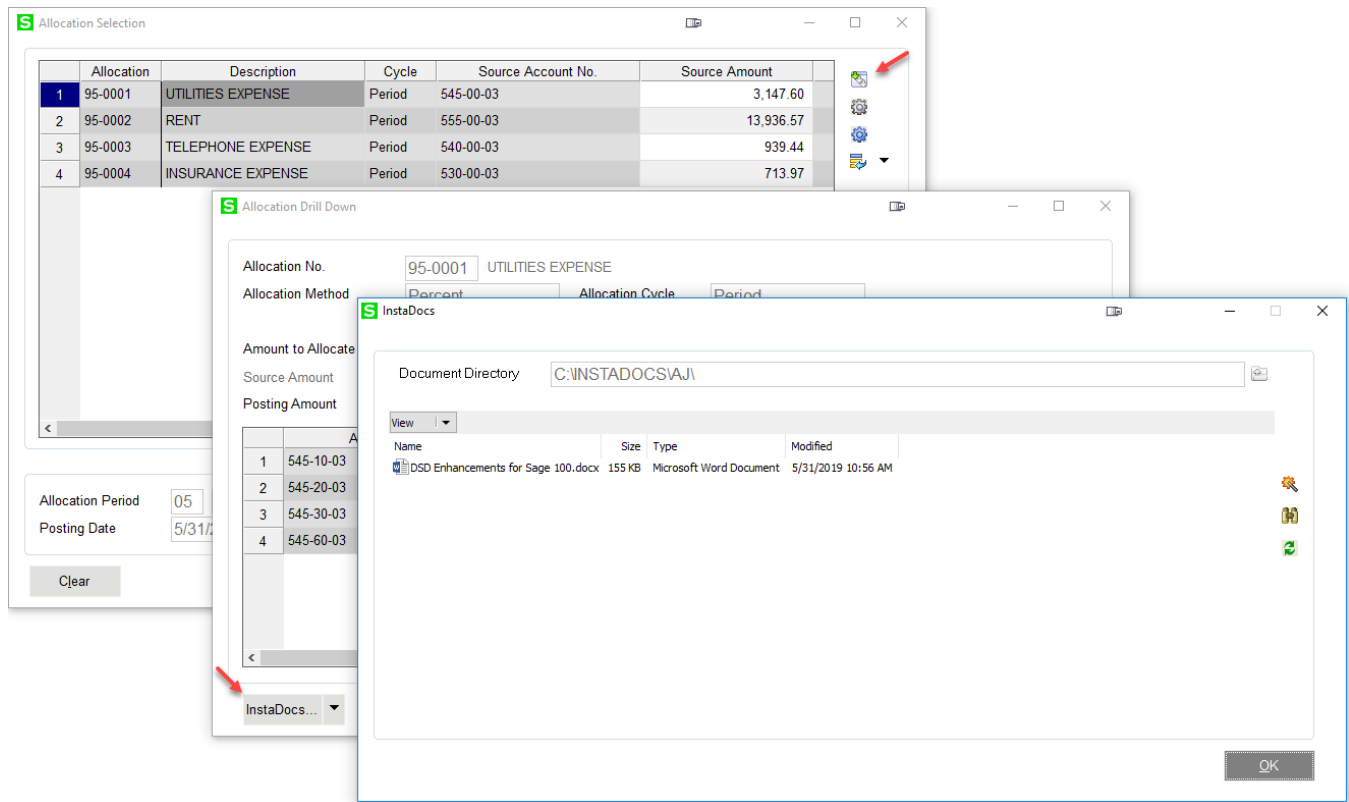 S Allocation Selection
Allocation Description Cycle Source Account No. Source Amount
1 95-0001 UTILITIES EXPENSE Period 545-00-03 3,147.60
2 95-0002 RENT Period 555-00-03 13,936.57
3 95-0003 TELEPHONE EXPENSE Period 540-00-03 939.44
4 95-0004 INSURANCE EXPENSE Period 530-00-03 713.97
Allocation Period 05
Posting Date 5/31/2
Clear
S Allocation Drill Down
Allocation No. 95-0001 UTILITIES EXPENSE
Allocation Method Percent Allocation Cycle Period
Amount to Allocate
Source Amount
Posting Amount
A
1 545-10-03
2 545-20-03
3 545-30-03
4 545-60-03
InstaDocs...
S InstaDocs
Document Directory C:\INSTADOCS\AJ\
View
Name Size Type Modified
DSD Enhancements for Sage 100.docx 155 KB Microsoft Word Document 5/31/2019 10:56 AM
OK